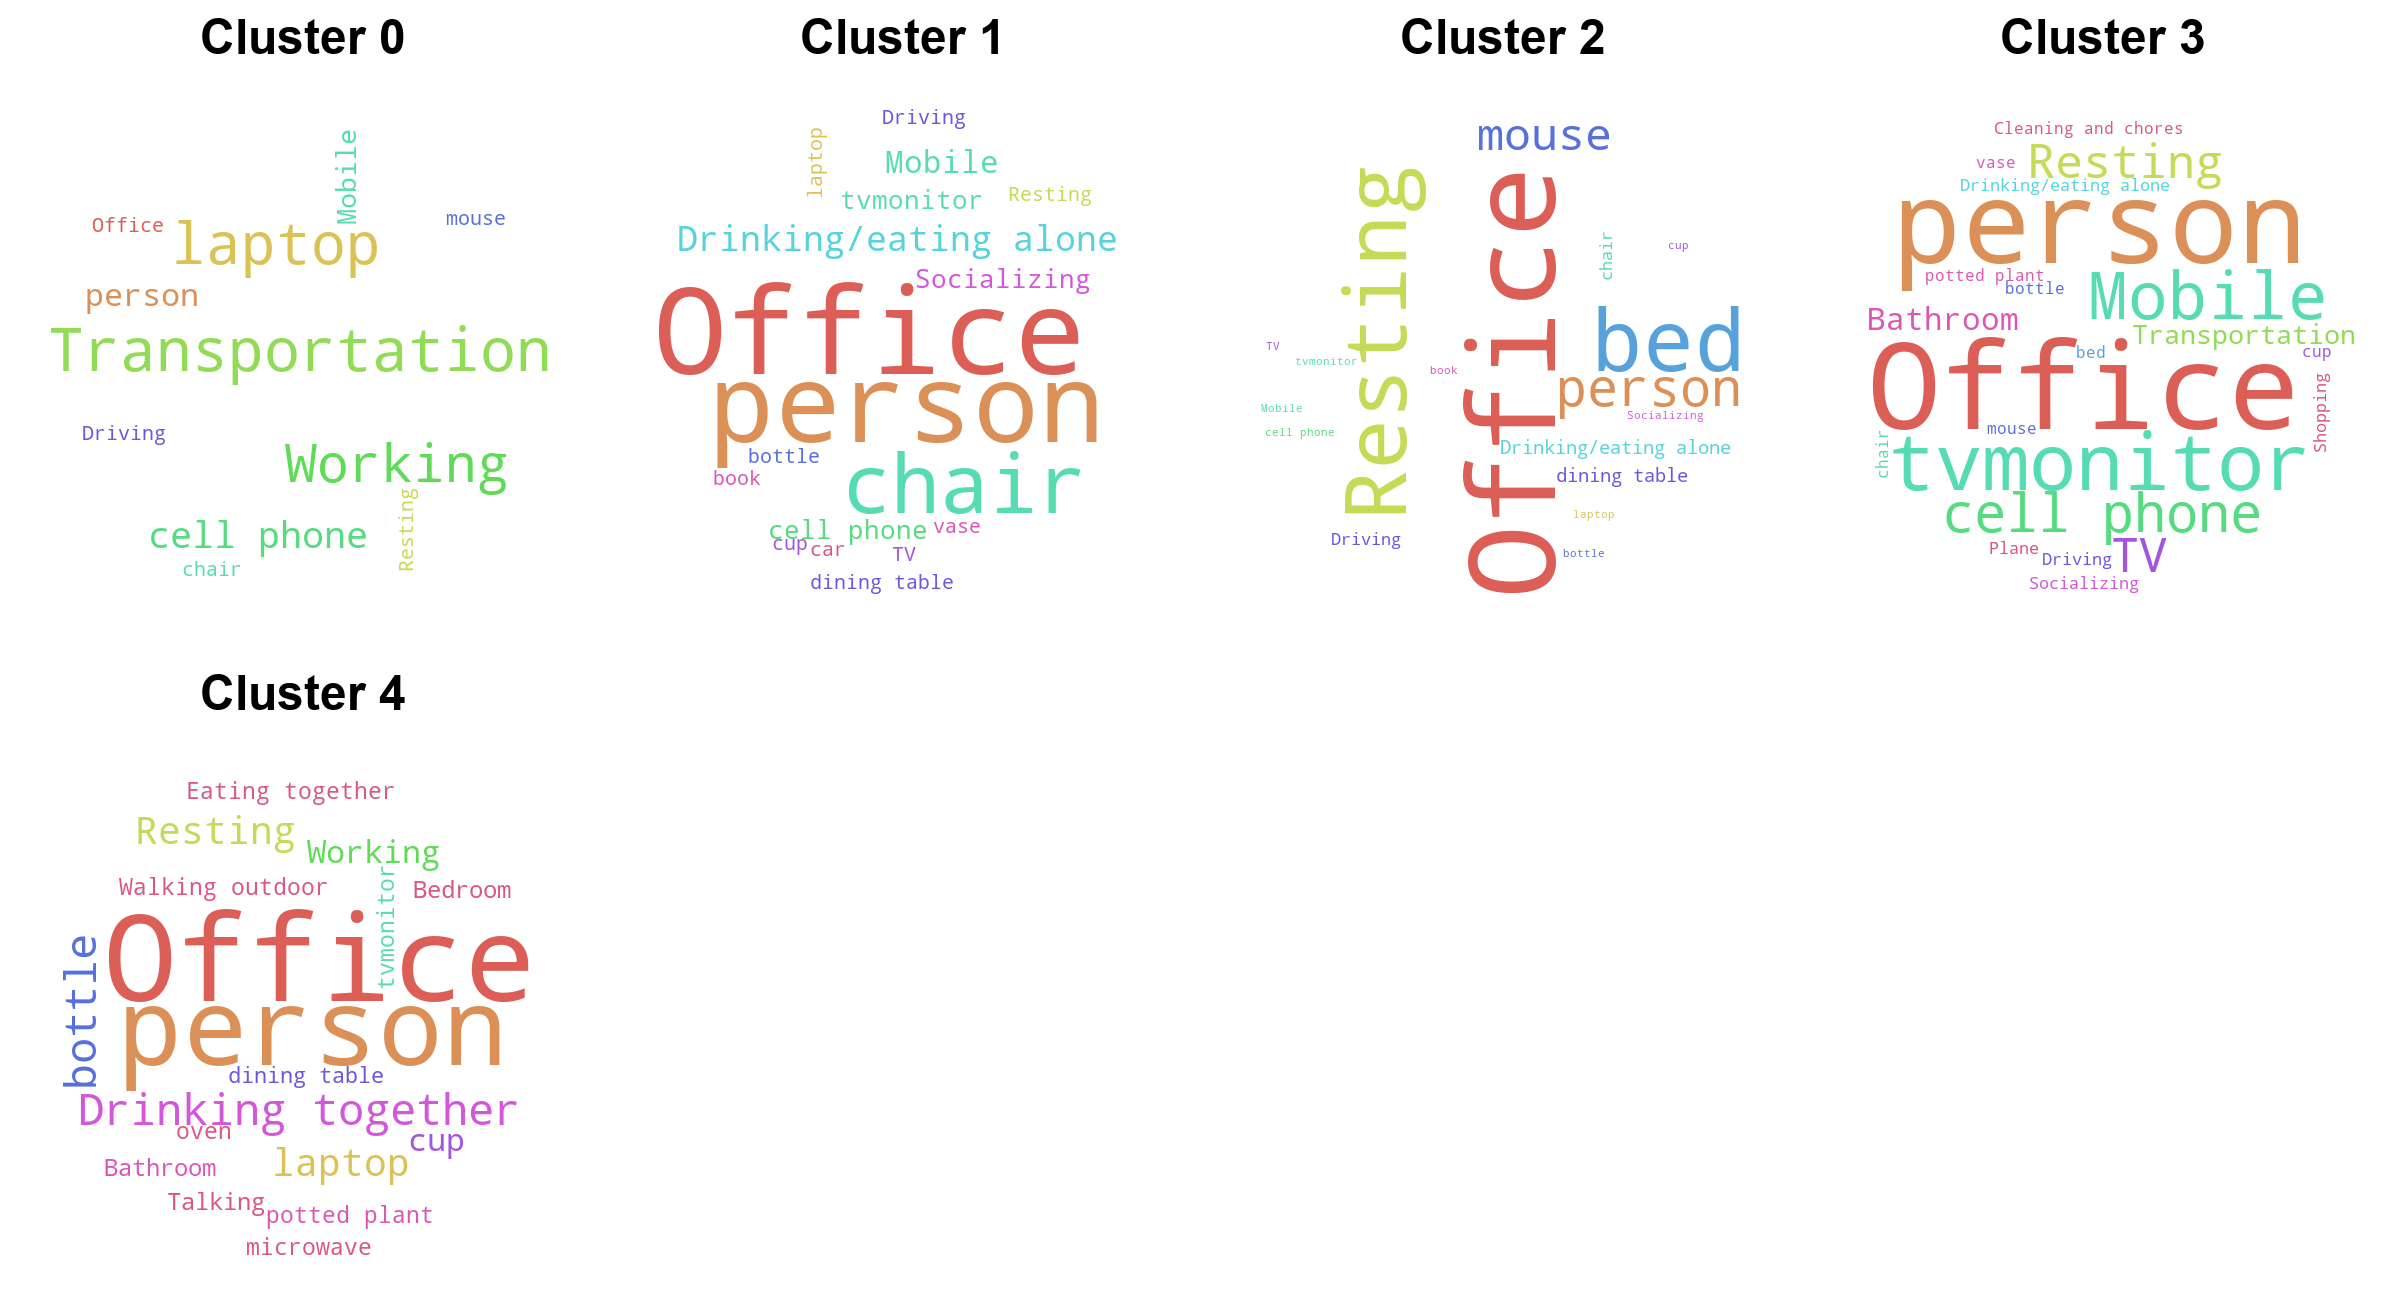 Cluster 0
Mobile
Office
mouse
laptop
person
Transportation
Driving
Working
Resting
cell phone
chair
Cluster 1
Driving
laptop
Mobile
tvmonitor
Resting
Drinking/eating alone
Socializing
Office
person
bottle
book
chair
cell phone
vase
cup
car
TV
dining table
Cluster 2
mouse
Resting
Office
chair
cup
bed
TV
tvmonitor
book
person
Mobile
Socializing
cell phone
Drinking/eating alone
dining table
laptop
Driving
bottle
Cluster 3
Cleaning and chores
vase
Resting
Drinking/eating alone
person
potted plant
bottle
Mobile
Bathroom
Transportation
bed
cup
Office
Shopping
mouse
chair
tvmonitor
cell phone
Plane
Driving
TV
Socializing
Cluster 4
Eating together
Resting
Working
Walking outdoor
tvmonitor
Bedroom
Office
bottle
person
dining table
Drinking together
oven
cup
Bathroom
laptop
Talking
potted plant
microwave